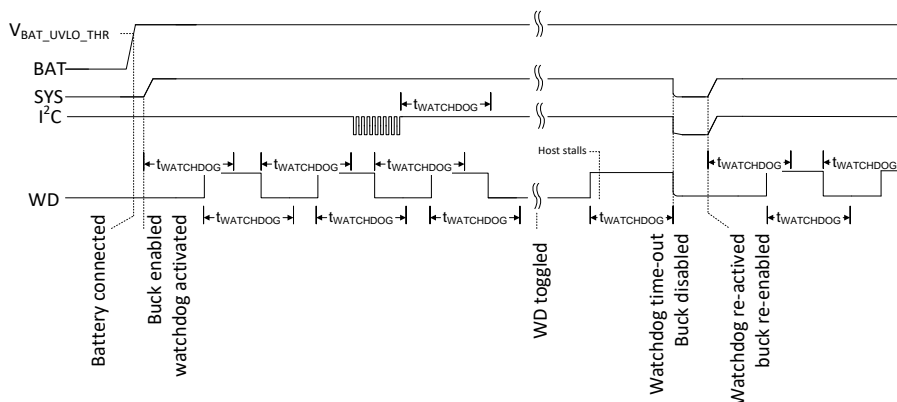 VBAT_UVLO_THR
BAT
SYS
I2C
tWATCHDOG
Host stalls
tWATCHDOG tWATCHDOG tWATCHDOG tWATCHDOG tWATCHDOG
WD
tWATCHDOG tWATCHDOG tWATCHDOG tWATCHDOG tWATCHDOG
Battery connected
Buck enabled
watchdog activated
WD toggled
Watchdog time-out
Buck disabled
Watchdog re-actived
buck re-enabled